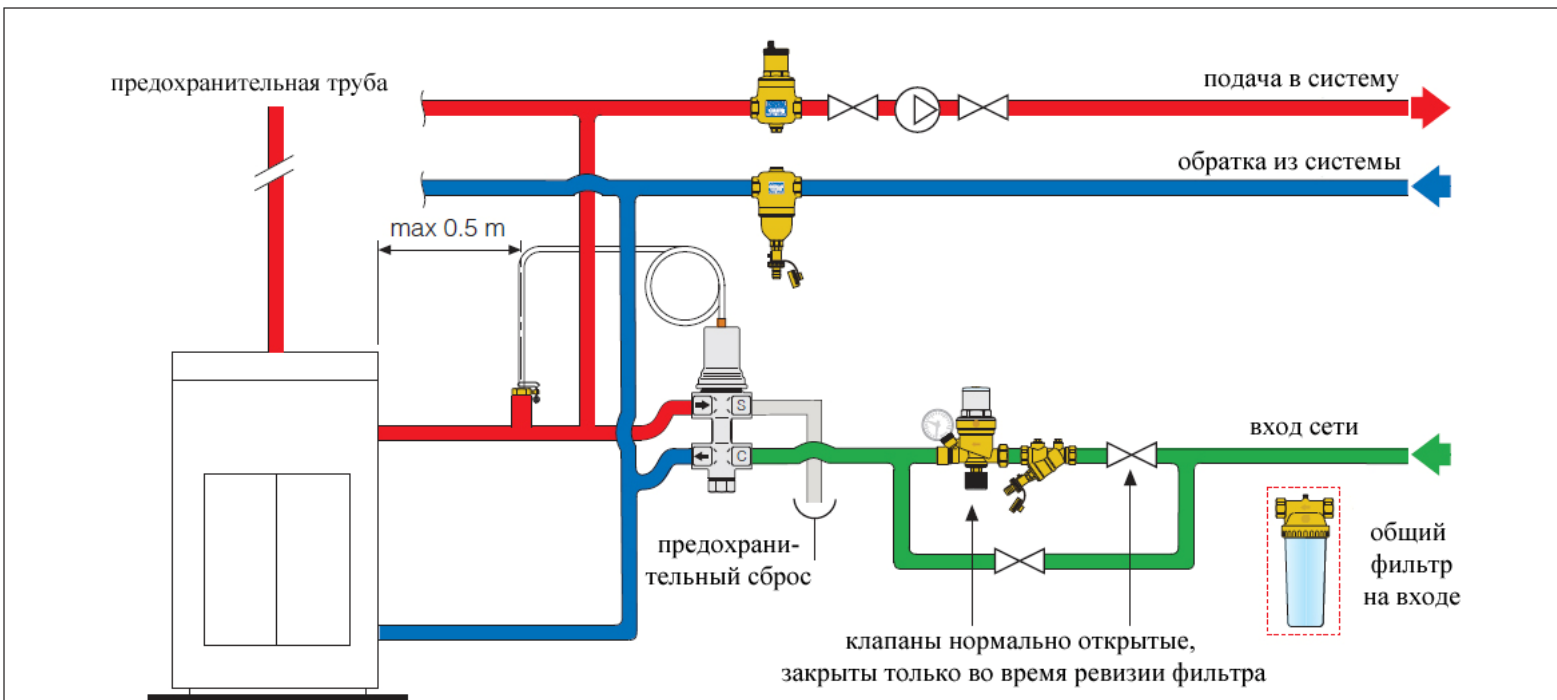 предохранительная труба
подача в систему
обратка из системы
max 0.5 m
S
вход сети
C
предохрани-
тельный сброс
общий
фильтр
на входе
клапаны нормально открытые,
закрыты только во время ревизии фильтра